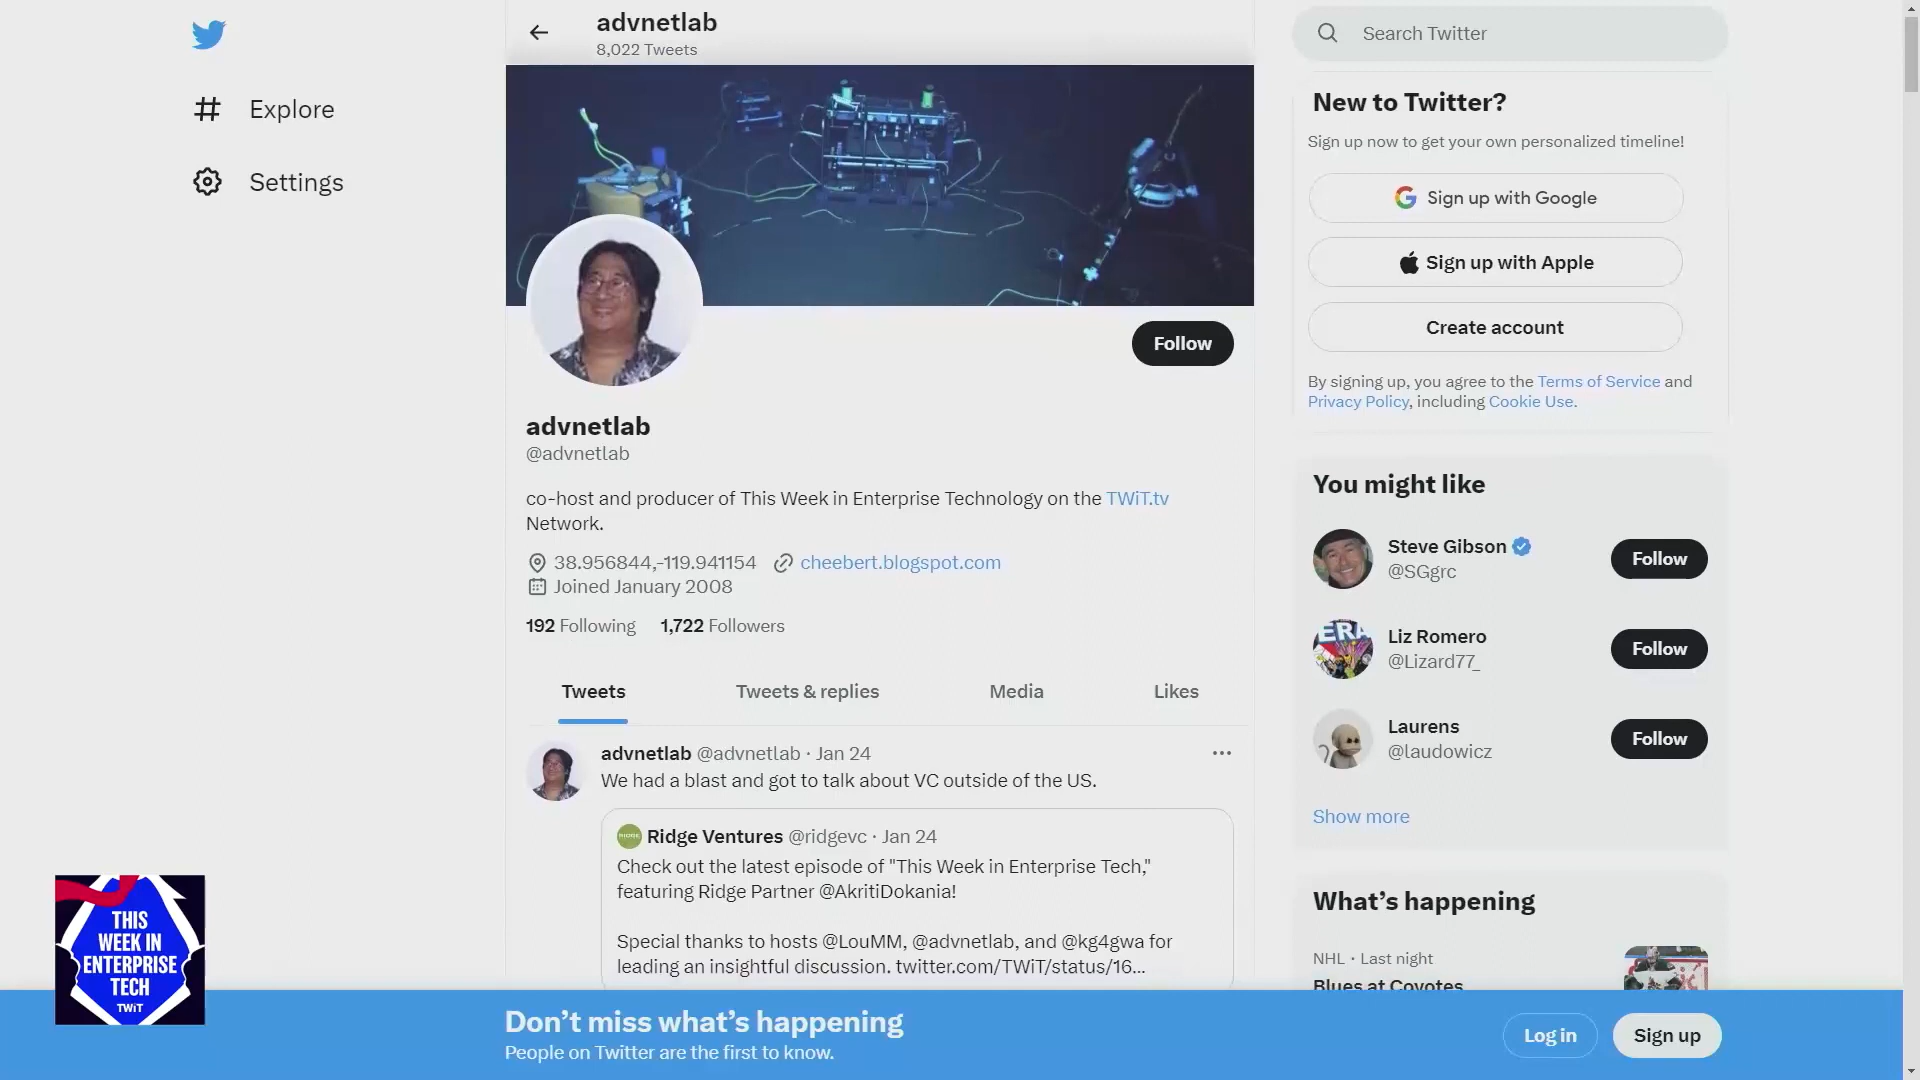 advnetlab
8,022 Tweets
Search Twitter
Explore
Settings
New to Twitter?
Sign up now to get your own personalized timeline!
Sign up with Google
Sign up with Apple
Create account
By signing up, you agree to the Terms of Service and
Privacy Policy, including Cookie Use.
Follow
advnetlab
@advnetlab
co-host and producer of This Week in Enterprise Technology on the TWiT.tv
Network.
38.956844,-119.941154 cheebert.blogspot.com
Joined January 2008
192 Following 1,722 Followers
Tweets Tweets & replies Media Likes
advnetlab @advnetlab · Jan 24
We had a blast and got to talk about VC outside of the US.
Ridge Ventures @ridgevc · Jan 24
Check out the latest episode of "This Week in Enterprise Tech,"
featuring Ridge Partner @AkritiDokania!
Special thanks to hosts @LouMM, @advnetlab, and @kg4gwa for
leading an insightful discussion. twitter.com/TWiT/status/16...
You might like
Steve Gibson
@SGgrc
Follow
Liz Romero
@Lizard77_
Follow
Laurens
@laudowicz
Follow
Show more
What's happening
NHL · Last night
Blues at Coyotes
THIS
WEEK IN
ENTERPRISE
TECH
TWiT
Don't miss what's happening
People on Twitter are the first to know.
Log in
Sign up